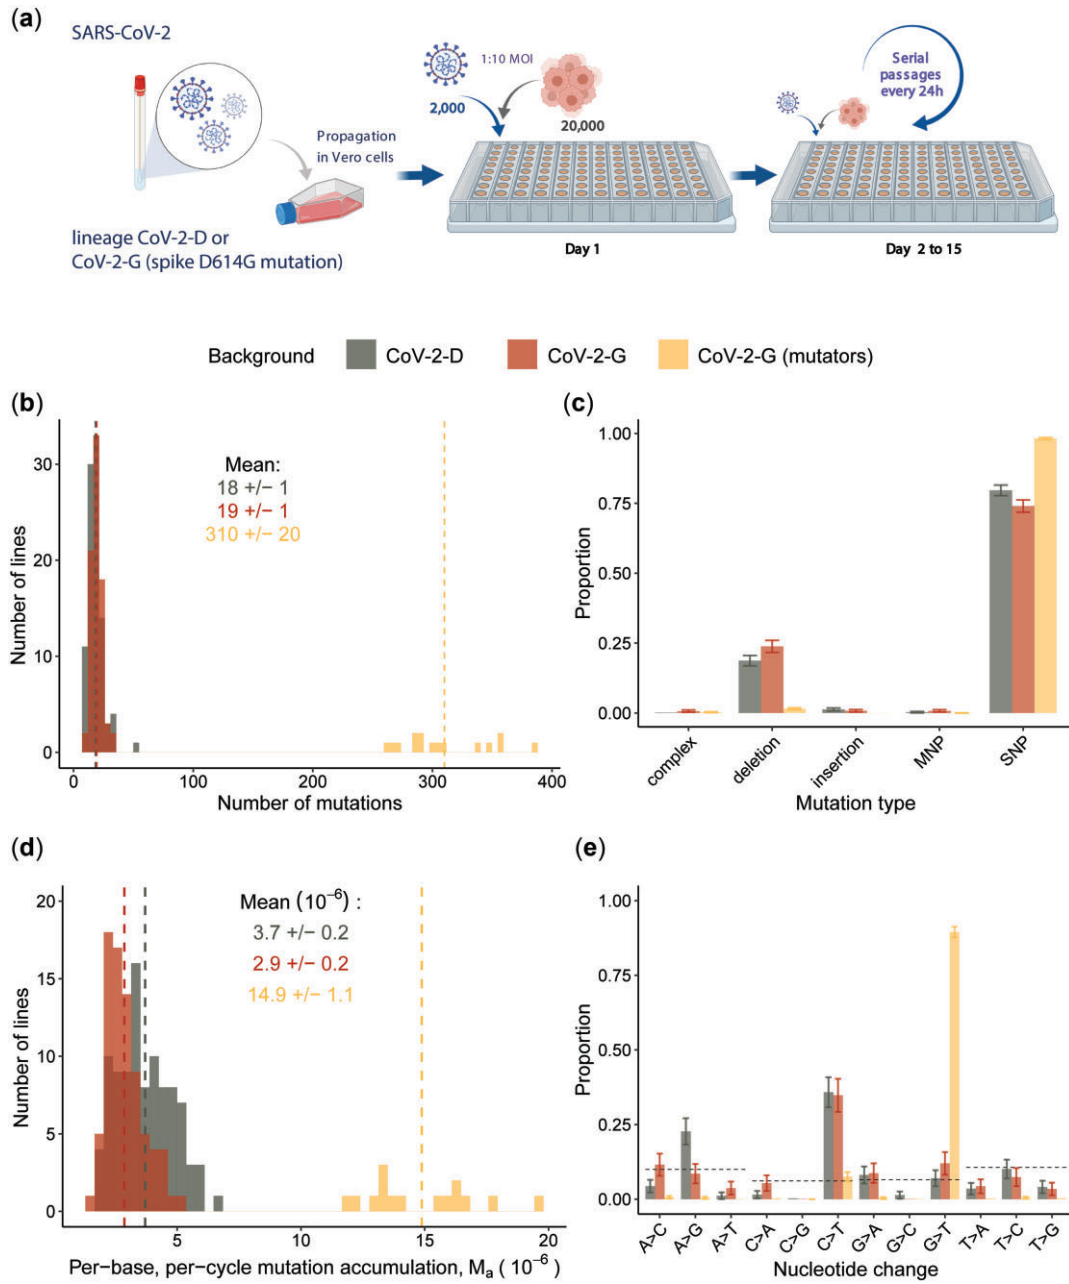 (a)
SARS-CoV-2
Propagation
in Vero cells
lineage CoV-2-D or
CoV-2-G (spike D614G mutation)
1:10 MOI
2,000
20,000
Day 1
Serial
passages
every 24h
Day 2 to 15
Background CoV-2-D CoV-2-G CoV-2-G (mutators)
(b)
Number of lines
30
20
10
0
Mean:
18 +/− 1
19 +/− 1
310 +/− 20
0 100 200 300 400
Number of mutations
(c)
Proportion
1.00
0.75
0.50
0.25
0.00
complex deletion insertion MNP SNP
Mutation type
(d)
Number of lines
20
15
10
5
0
Mean (10⁻⁶) :
3.7 +/− 0.2
2.9 +/− 0.2
14.9 +/− 1.1
5 10 15 20
Per-base, per-cycle mutation accumulation, Mₐ ( 10⁻⁶)
(e)
Proportion
1.00
0.75
0.50
0.25
0.00
A>C A>G A>T C>A C>G C>T G>A G>C G>T T>A T>C T>G
Nucleotide change